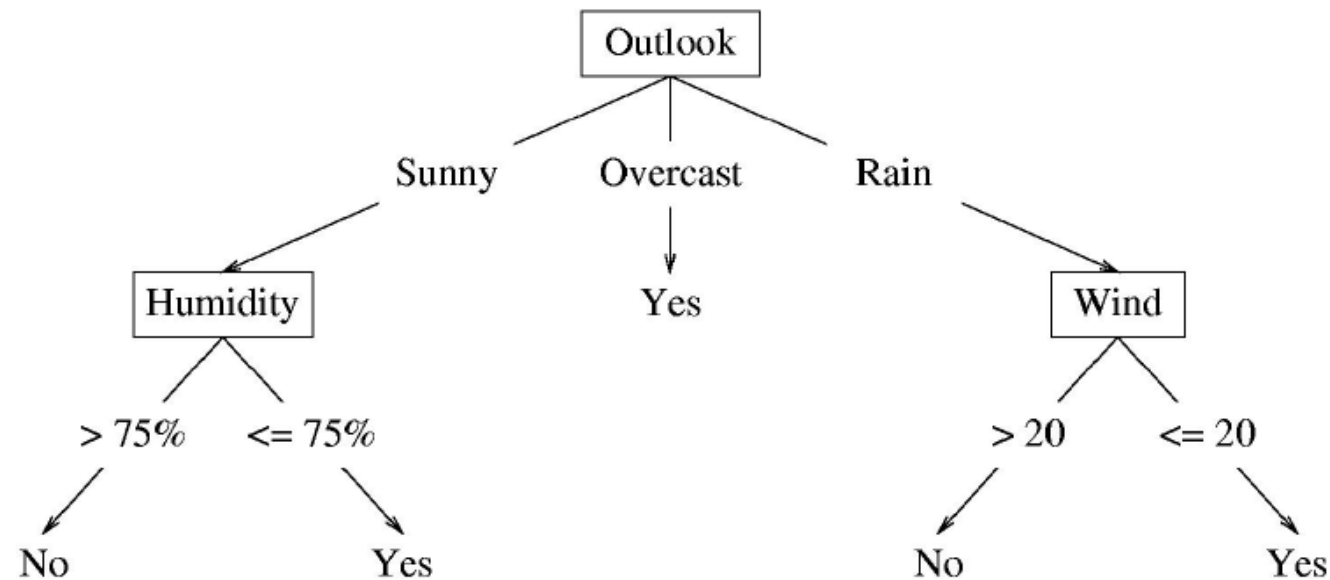 Outlook
Sunny Overcast Rain
Humidity Yes Wind
> 75% <= 75% > 20 <= 20
No Yes No Yes